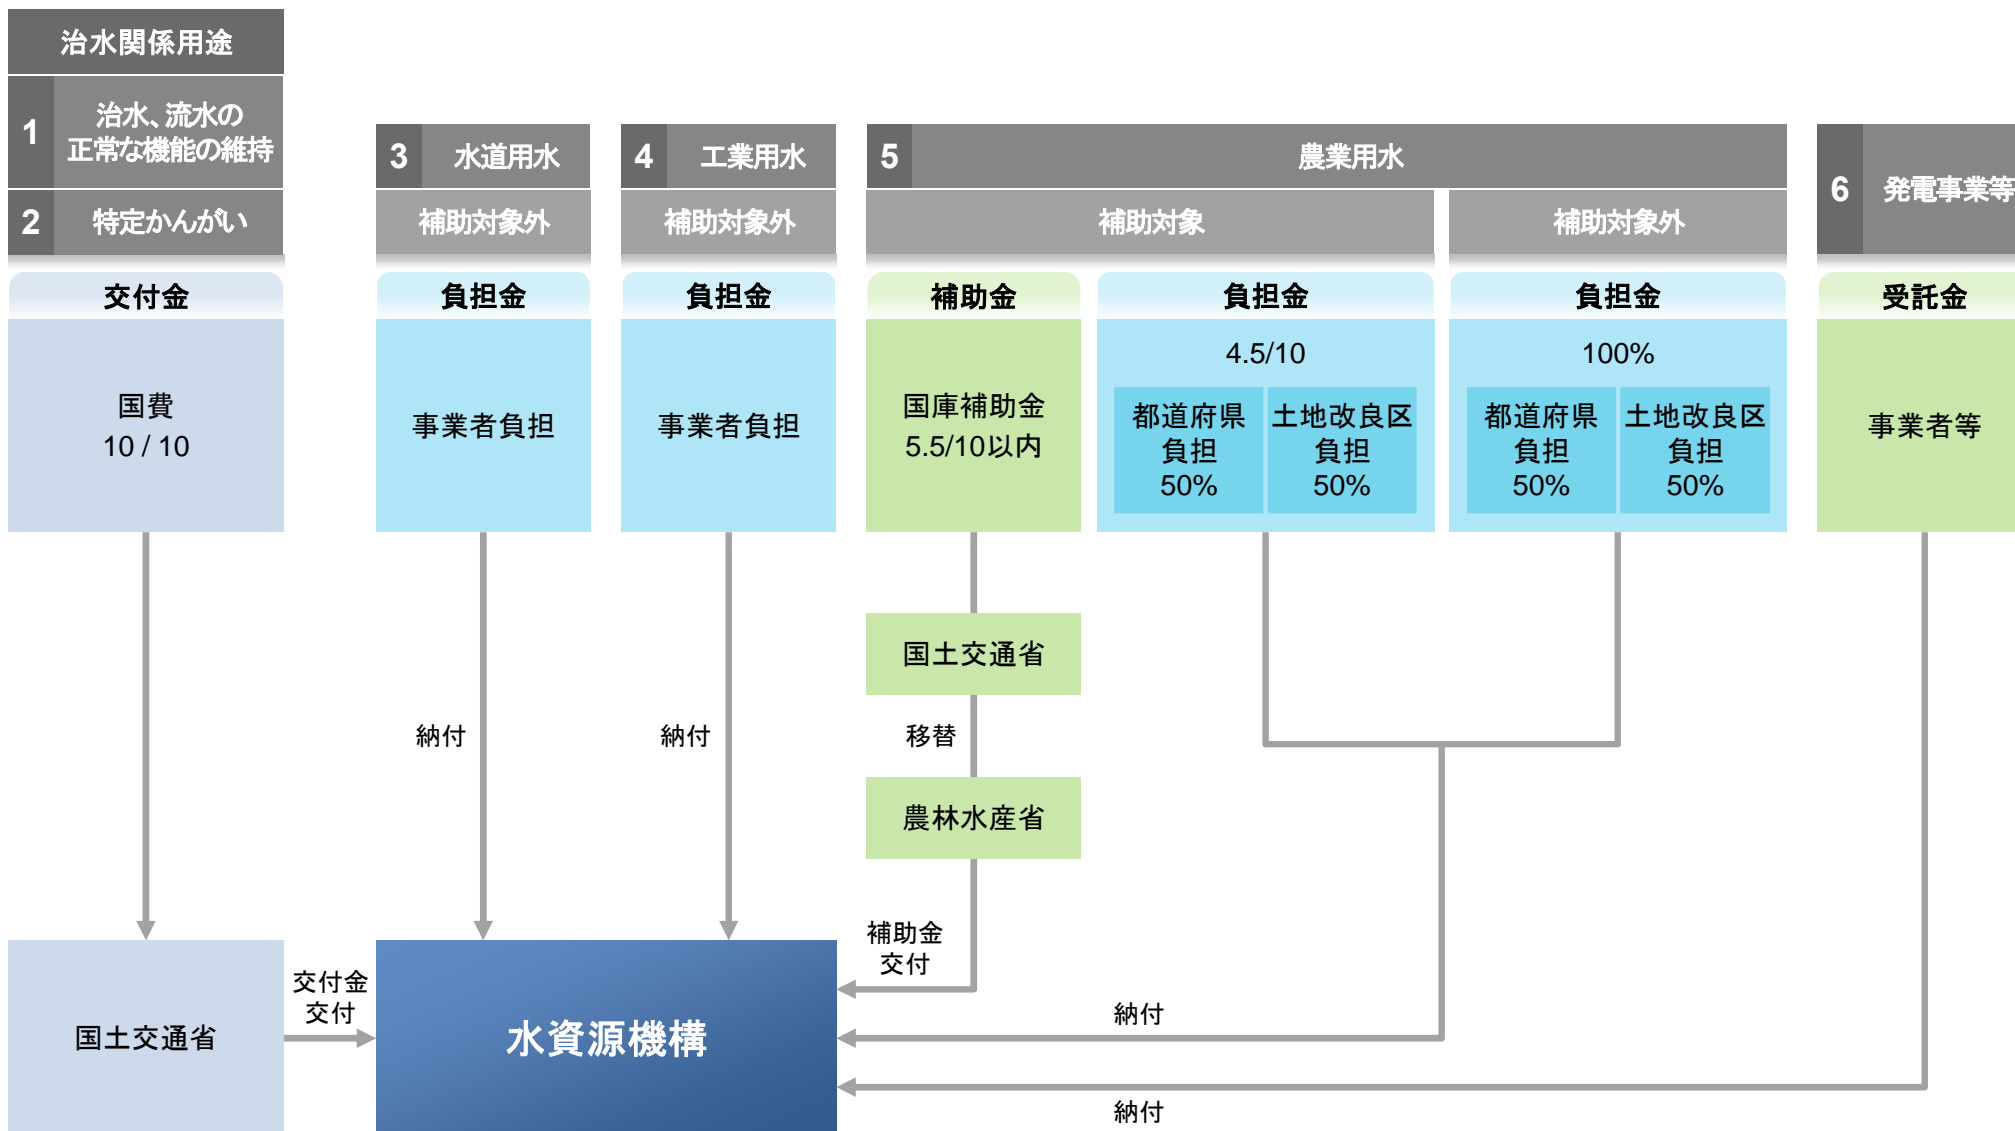 治水関係用途
1
治水、流水の
正常な機能の維持
2
特定かんがい
3
水道用水
補助対象外
4
工業用水
補助対象外
5
農業用水
補助対象
補助対象外
6
発電事業等
交付金
国費
10 / 10
負担金
事業者負担
負担金
事業者負担
補助金
国庫補助金
5.5/10以内
負担金
4.5/10
都道府県
負担
50%
土地改良区
負担
50%
負担金
100%
都道府県
負担
50%
土地改良区
負担
50%
受託金
事業者等
国土交通省
納付
納付
移替
農林水産省
補助金
交付
国土交通省
交付金
交付
水資源機構
納付
納付